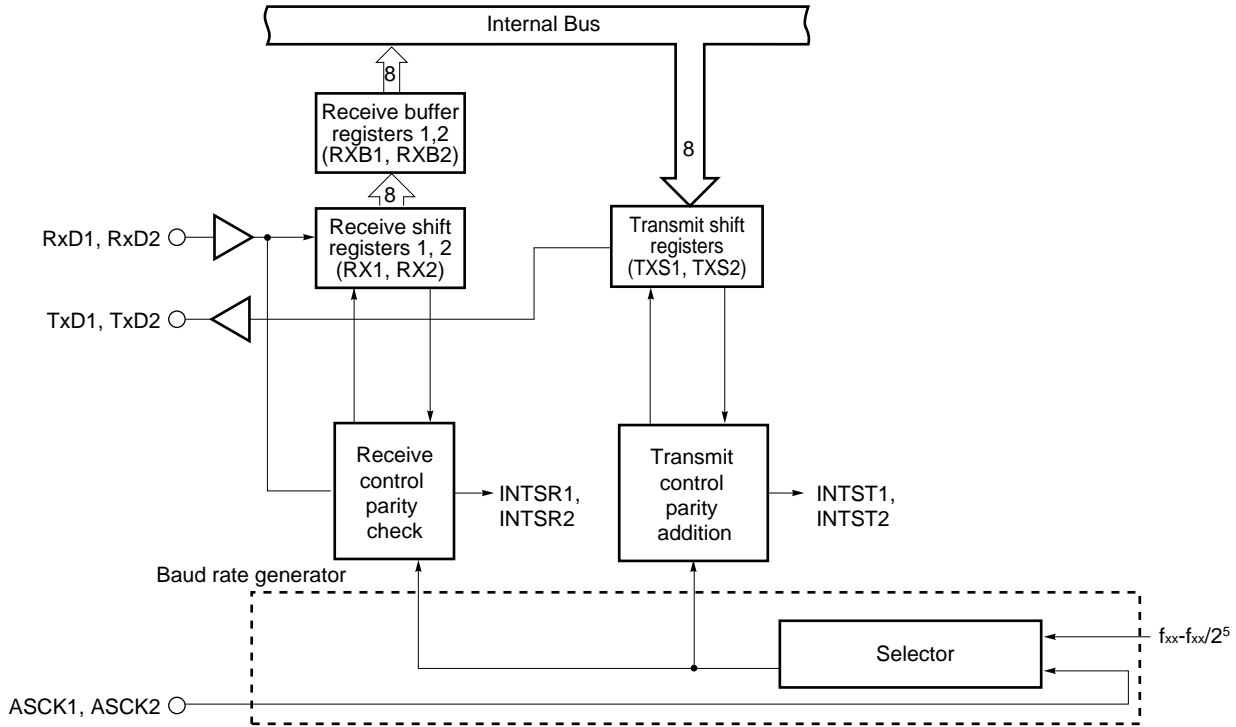 Internal Bus
8
Receive buffer
registers 1,2
(RXB1, RXB2)
8
8
RxD1, RxD2
Receive shift
registers 1, 2
(RX1, RX2)
Transmit shift
registers
(TXS1, TXS2)
TxD1, TxD2
Receive
control
parity
check
INTSR1,
INTSR2
Transmit
control
parity
addition
INTST1,
INTST2
Baud rate generator
Selector
fxx-fxx/2⁵
ASCK1, ASCK2